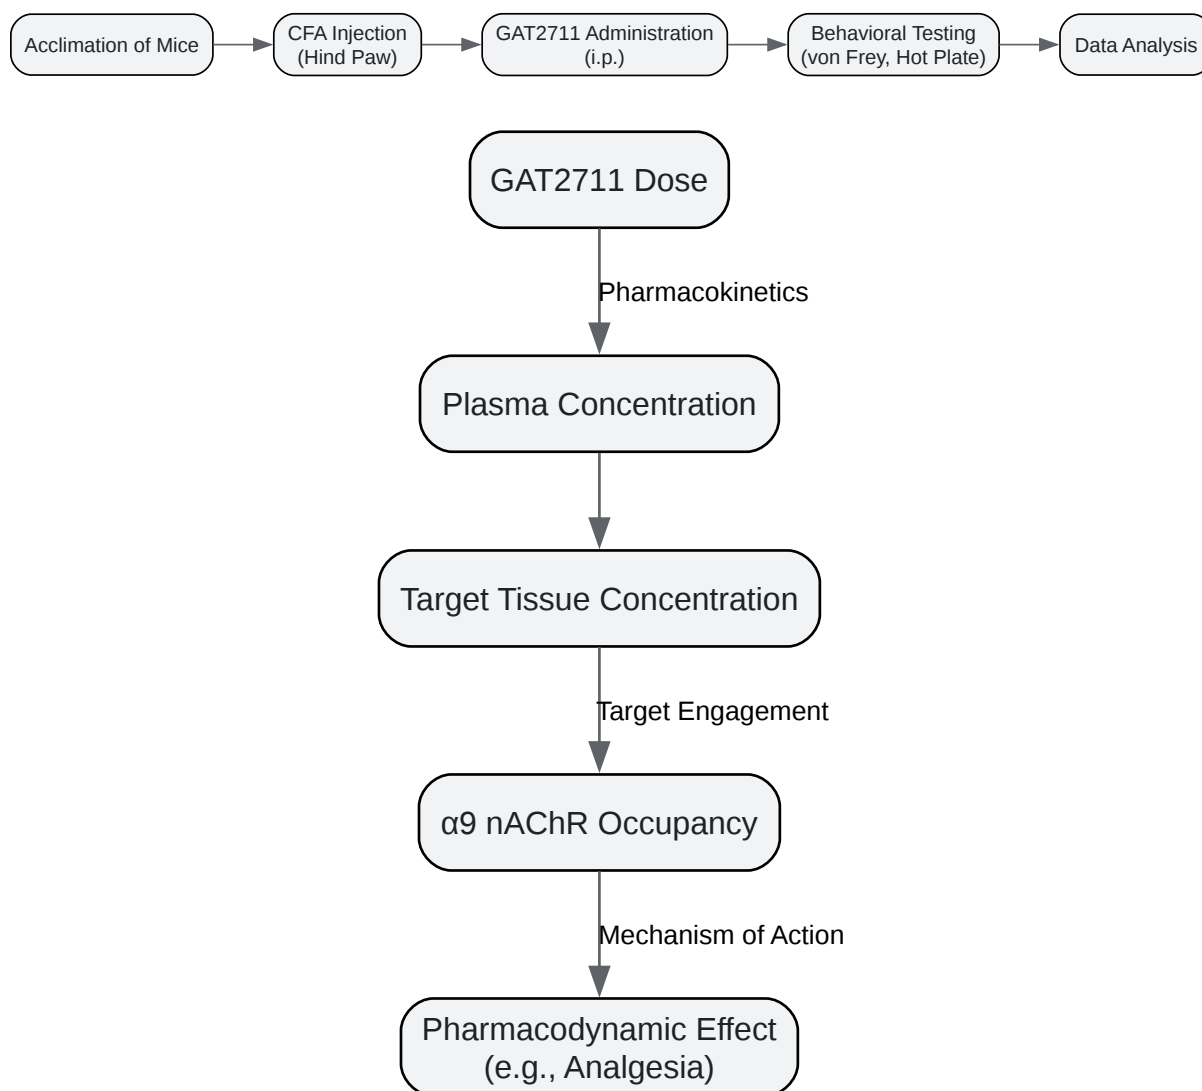 Acclimation of Mice
CFA Injection
(Hind Paw)
GAT2711 Administration
(i.p.)
Behavioral Testing
(von Frey, Hot Plate)
Data Analysis
GAT2711 Dose
Pharmacokinetics
Plasma Concentration
Target Tissue Concentration
Target Engagement
α9 nAChR Occupancy
Mechanism of Action
Pharmacodynamic Effect
(e.g., Analgesia)